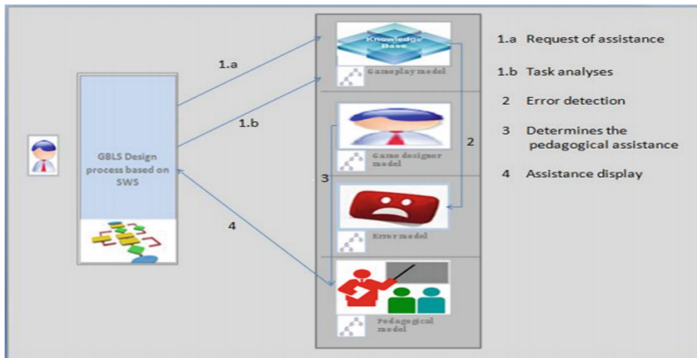 GBLS Design
process based on
SWS
1.a
1.b
4
3
2
Knowledge
Base
Gameplay model
Game designer
model
Error model
Pedagogical
model
1.a Request of assistance
1.b Task analyses
2 Error detection
3 Determines the
pedagogical assistance
4 Assistance display